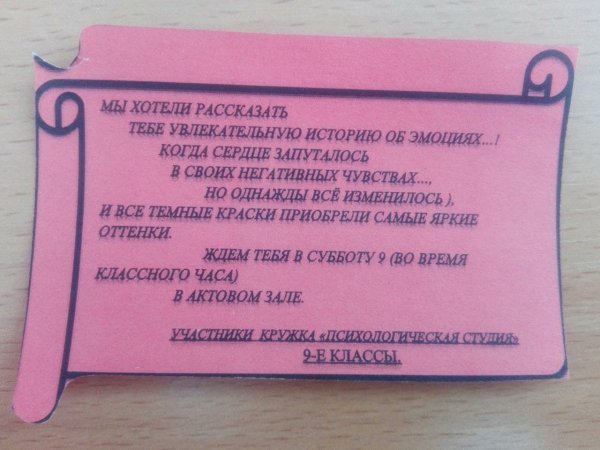 МЫ ХОТЕЛИ РАССКАЗАТЬ
ТЕБЕ УВЛЕКАТЕЛЬНУЮ ИСТОРИЮ ОБ ЭМОЦИЯХ...!
КОГДА СЕРДЦЕ ЗАПУТАЛОСЬ
В СВОИХ НЕГАТИВНЫХ ЧУВСТВАХ...,
НО ОДНАЖДЫ ВСЁ ИЗМЕНИЛОСЬ ),
И ВСЕ ТЕМНЫЕ КРАСКИ ПРИОБРЕЛИ САМЫЕ ЯРКИЕ
ОТТЕНКИ.
ЖДЕМ ТЕБЯ В СУББОТУ 9 (ВО ВРЕМЯ
КЛАССНОГО ЧАСА)
В АКТОВОМ ЗАЛЕ.
УЧАСТНИКИ КРУЖКА «ПСИХОЛОГИЧЕСКАЯ СТУДИЯ»
9-Е КЛАССЫ.